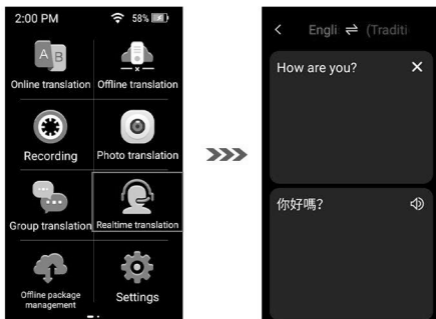 2:00 PM 58%
A B
Online translation Offline translation
Recording Photo translation
Group translation Realtime translation
Offline package
management
Settings
Engli (Traditi
How are you?
你好嗎?